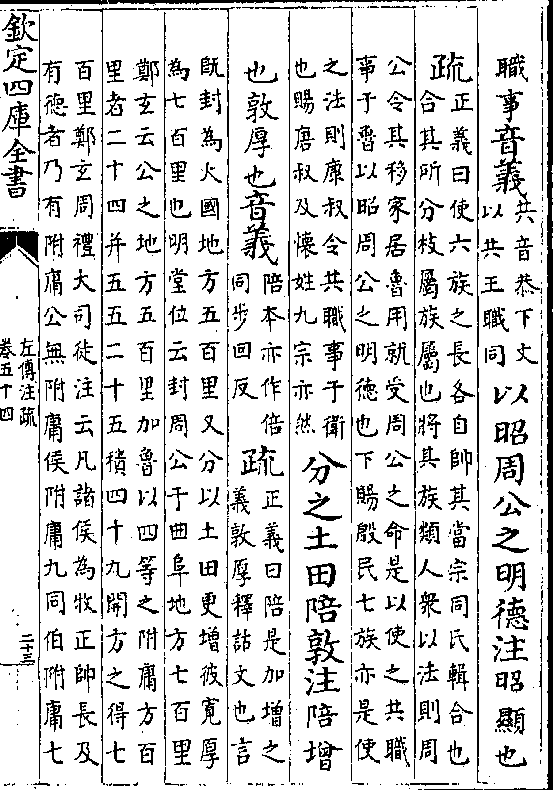 職事音義共音恭下文
以共王職同以昭周公之明德注昭顯也
疏正義曰使六族之長各自帥其當宗同氏輯合也
合其所分枝屬族屬也將其族類人衆以法則周
公令其移家居魯用就受周公之命是以使之共職
事于魯以昭周公之明德也下賜殷民七族亦是使
之法則康叔令共職事于衛
也賜唐叔及懷姓九宗亦然分之土田陪敦注陪增
也敦厚也音義陪本亦作倍
同步回反疏正義曰陪是加增之
義敦厚釋詁文也言
既封為大國地方五百里又分以土田更增彼寛厚
為七百里也明堂位云封周公于曲阜地方七百里
鄭玄云公之地方五百里加魯以四等之附庸方百
里者二十四并五五二十五積四十九開方之得七
百里鄭玄周禮大司徒注云凡諸侯為牧正帥長及
有德者乃有附庸公無附庸侯附庸九同伯附庸七
欽定四庫全書
左傳注疏
卷五十四
二十三